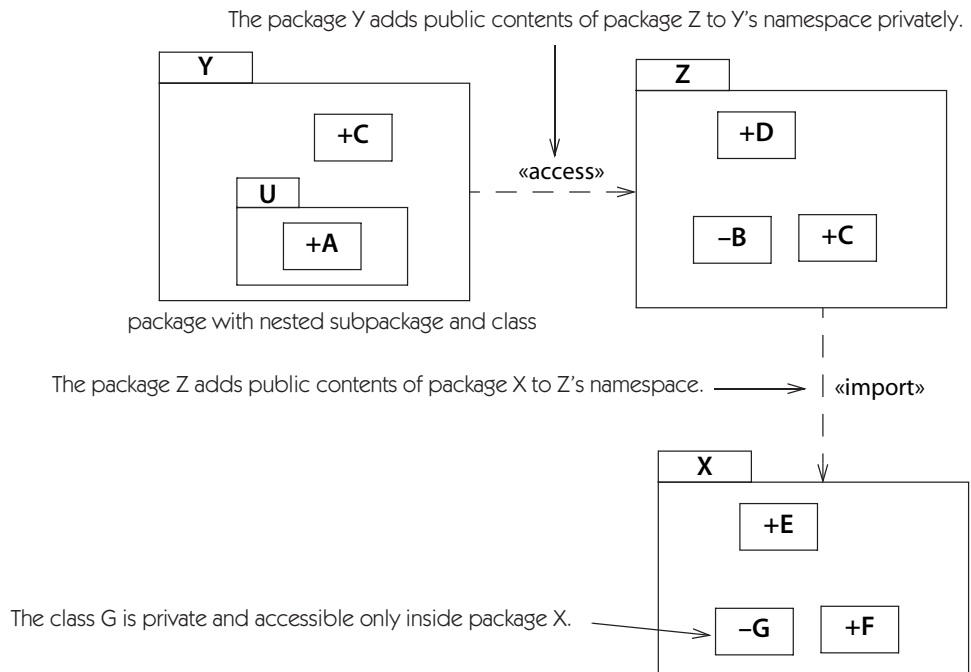 The package Y adds public contents of package Z to Y’s namespace privately.
Y
Z
+C
+D
«access»
U
+A
–B
+C
package with nested subpackage and class
The package Z adds public contents of package X to Z’s namespace.
«import»
X
+E
The class G is private and accessible only inside package X.
–G
+F